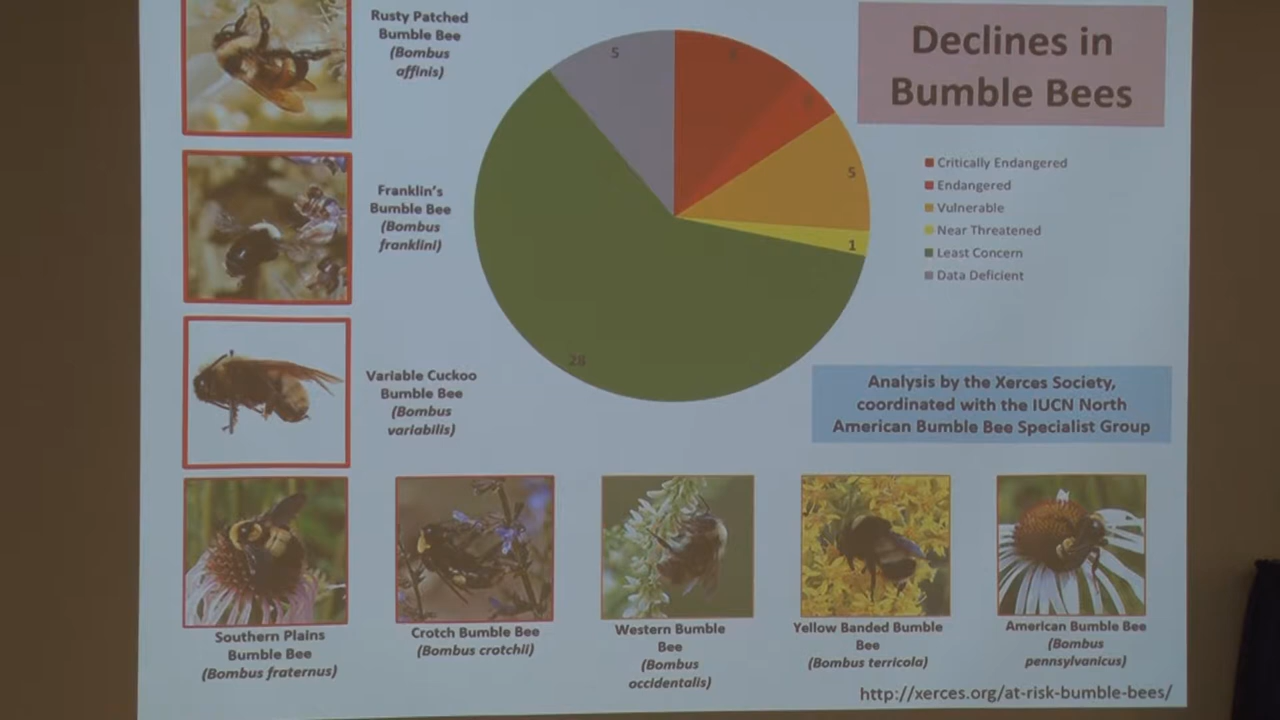 Declines in
Bumble Bees
Rusty Patched
Bumble Bee
(Bombus
affinis)
Franklin's
Bumble Bee
(Bombus
franklini)
Variable Cuckoo
Bumble Bee
(Bombus
variabilis)
5
5
1
28
Critically Endangered
Endangered
Vulnerable
Near Threatened
Least Concern
Data Deficient
Analysis by the Xerces Society,
coordinated with the IUCN North
American Bumble Bee Specialist Group
Southern Plains
Bumble Bee
(Bombus fraternus)
Crotch Bumble Bee
(Bombus crotchii)
Western Bumble
Bee
(Bombus
occidentalis)
Yellow Banded Bumble
Bee
(Bombus terricola)
American Bumble Bee
(Bombus
pennsylvanicus)
http://xerces.org/at-risk-bumble-bees/